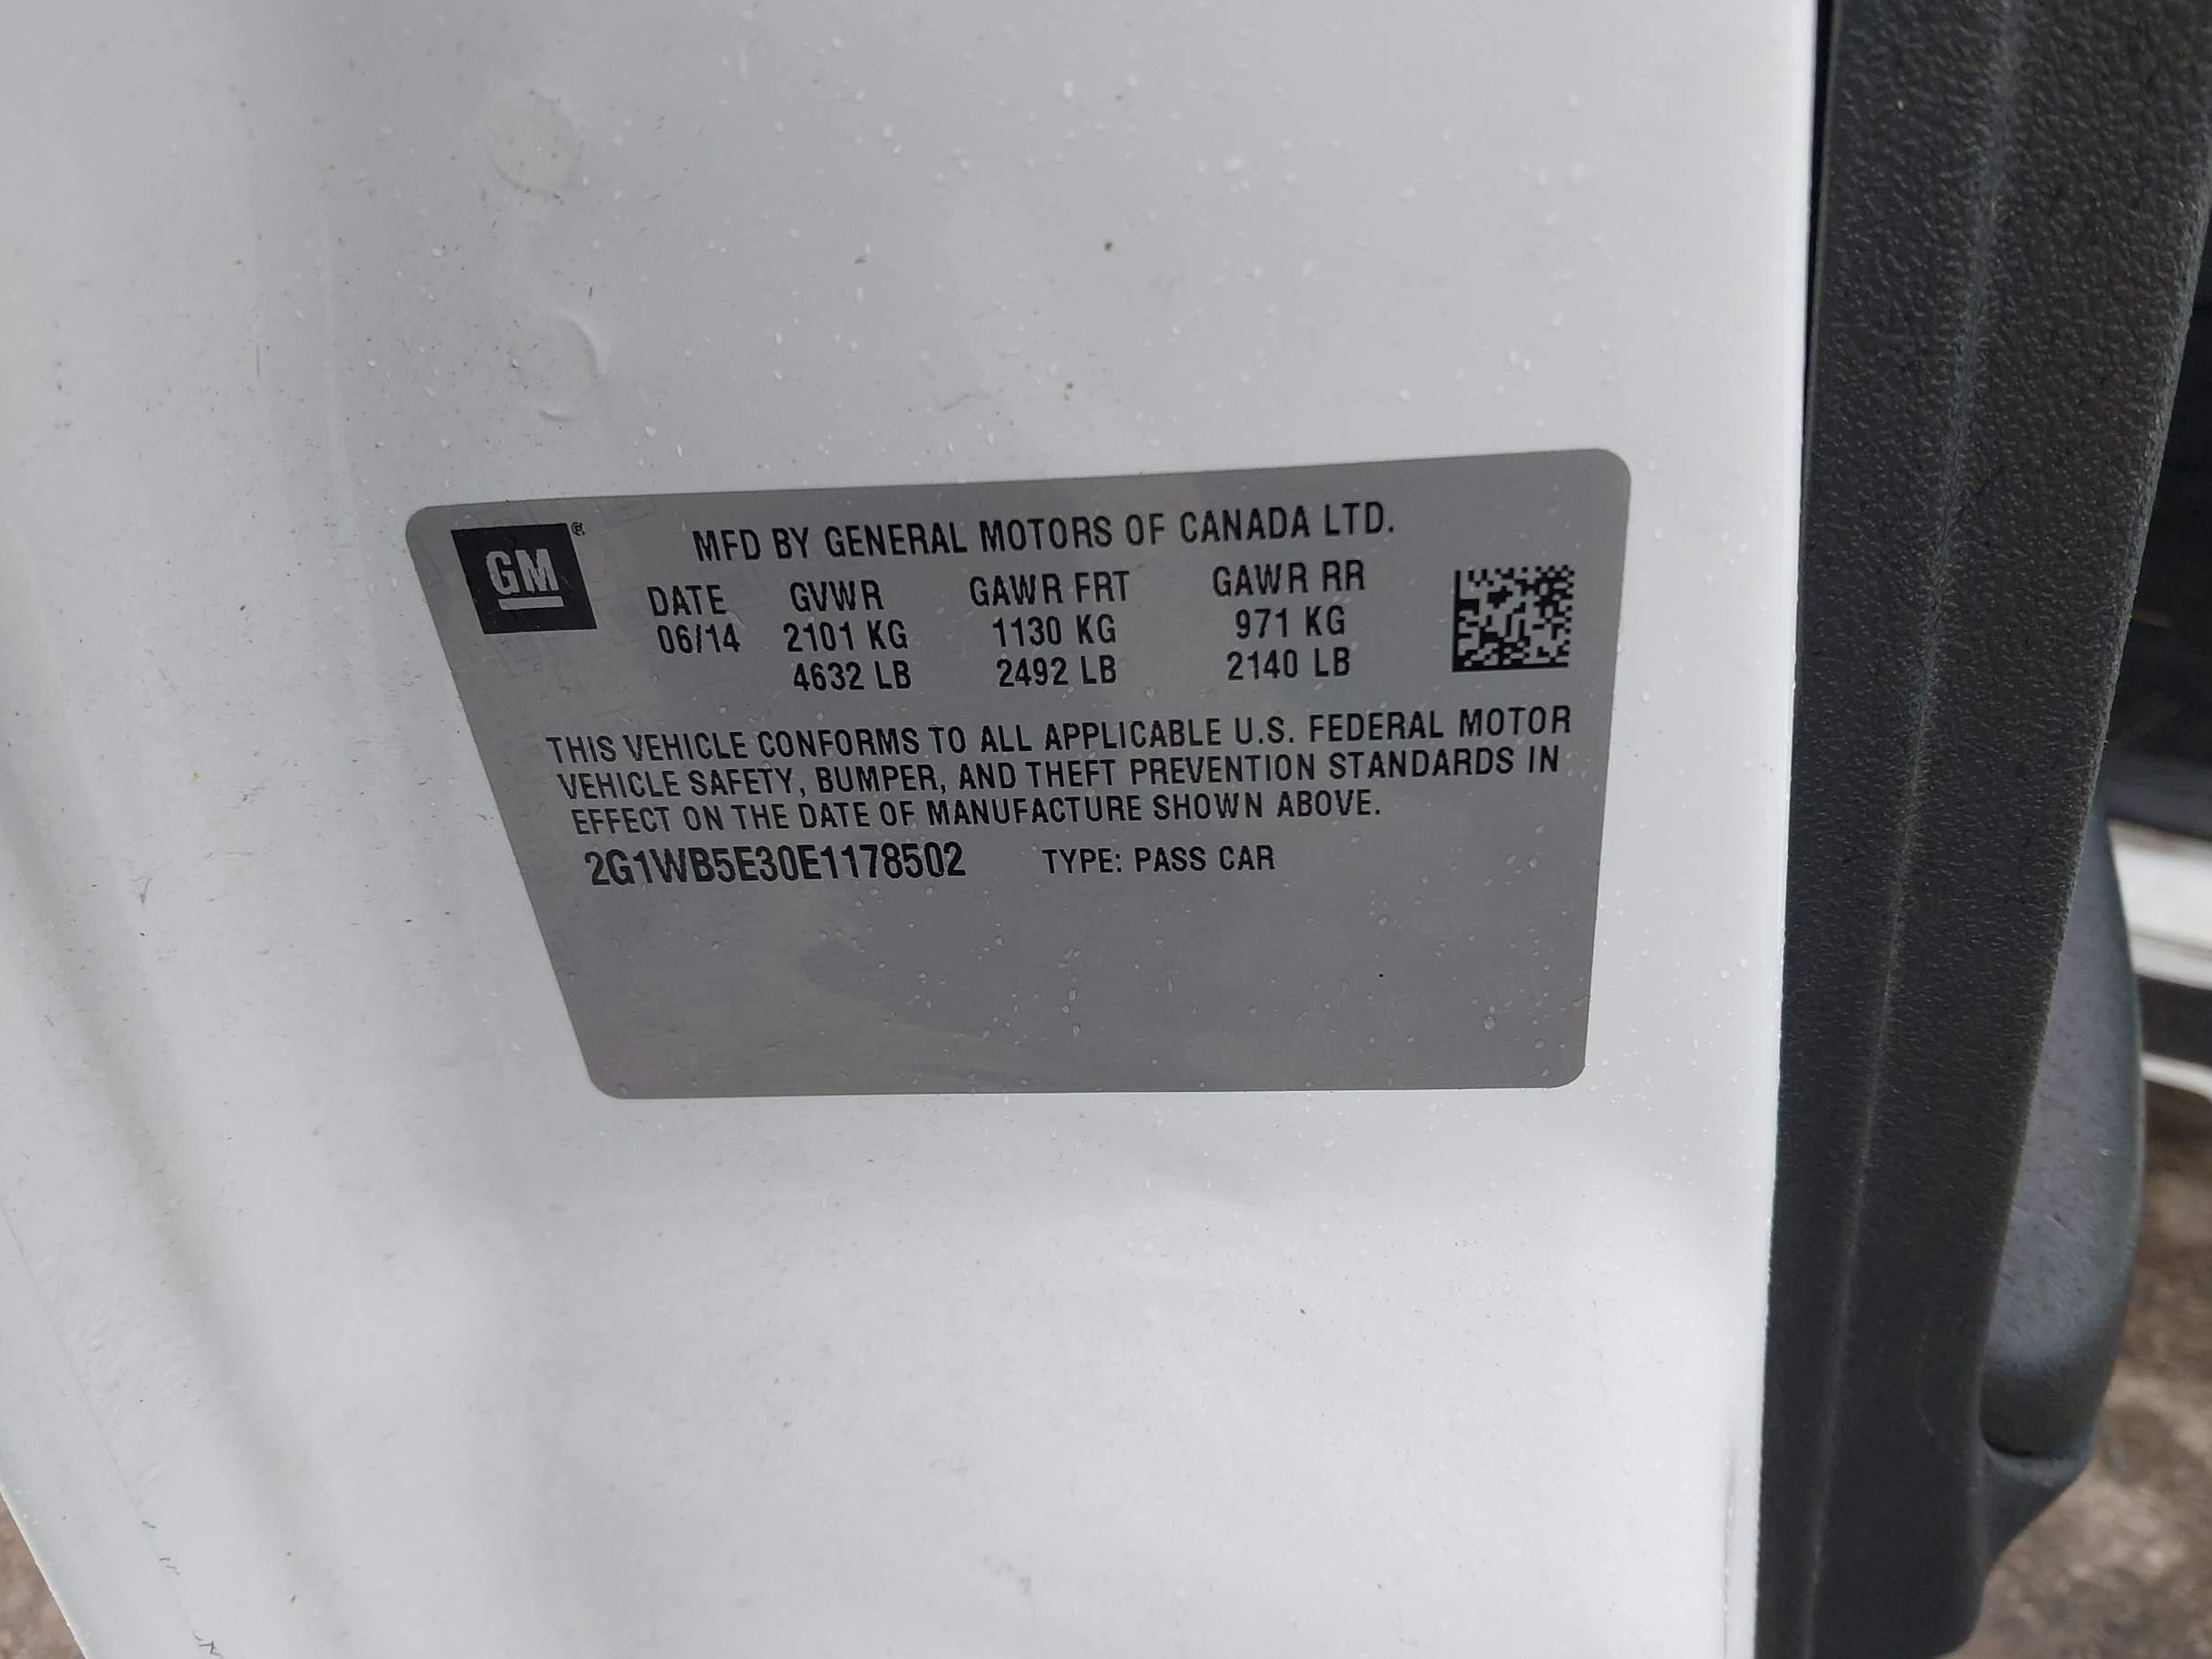 GM®
MFD BY GENERAL MOTORS OF CANADA LTD.
DATE GVWR GAWR FRT GAWR RR
06/14 2101 KG 1130 KG 971 KG
4632 LB 2492 LB 2140 LB
THIS VEHICLE CONFORMS TO ALL APPLICABLE U.S. FEDERAL MOTOR
VEHICLE SAFETY, BUMPER, AND THEFT PREVENTION STANDARDS IN
EFFECT ON THE DATE OF MANUFACTURE SHOWN ABOVE.
2G1WB5E30E1178502 TYPE: PASS CAR